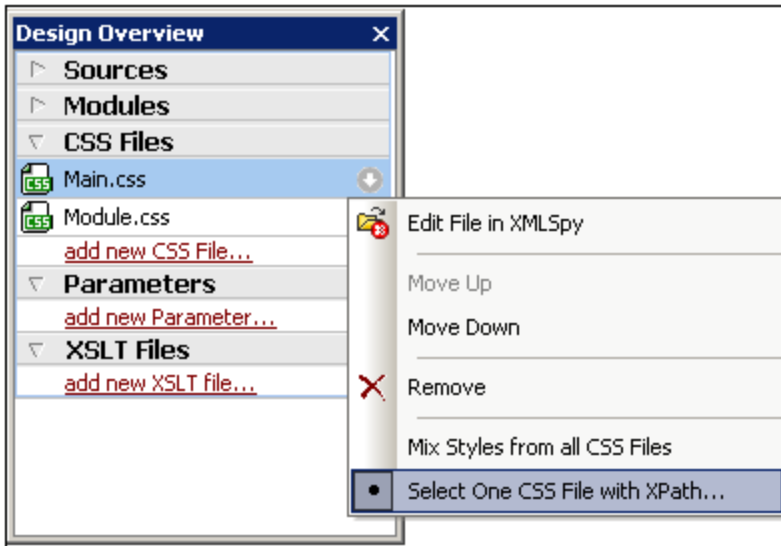 Design Overview
Sources
Modules
CSS Files
Main.css
Module.css
add new CSS File...
Parameters
add new Parameter...
XSLT Files
add new XSLT file...
Edit File in XMLSpy
Move Up
Move Down
Remove
Mix Styles from all CSS Files
Select One CSS File with XPath...